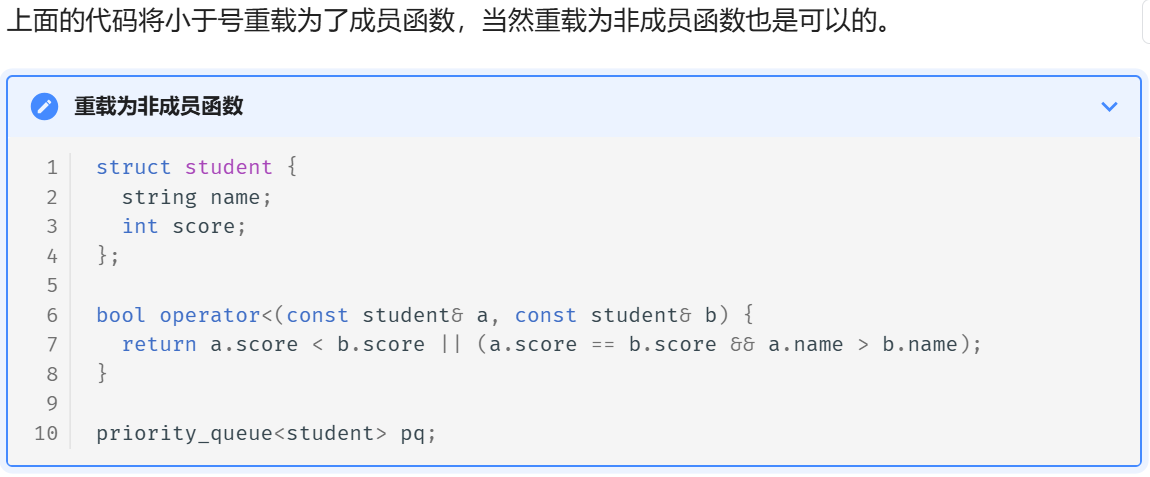 上面的代码将小于号重载为了成员函数，当然重载为非成员函数也是可以的。
重载为非成员函数
1 struct student {
2   string name;
3   int score;
4 };
5
6 bool operator<(const student& a, const student& b) {
7   return a.score < b.score || (a.score == b.score && a.name > b.name);
8 }
9
10 priority_queue<student> pq;